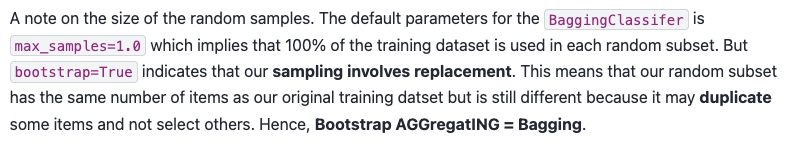 A note on the size of the random samples. The default parameters for the BaggingClassifer is
max_samples=1.0 which implies that 100% of the training dataset is used in each random subset. But
bootstrap=True indicates that our sampling involves replacement. This means that our random subset
has the same number of items as our original training datset but is still different because it may duplicate
some items and not select others. Hence, Bootstrap AGGregatING = Bagging.